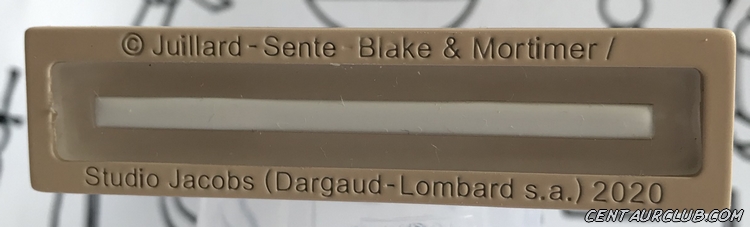 © Juillard - Sente Blake & Mortimer /
Studio Jacobs (Dargaud-Lombard s.a.) 2020
CENTAURCLUB.COM